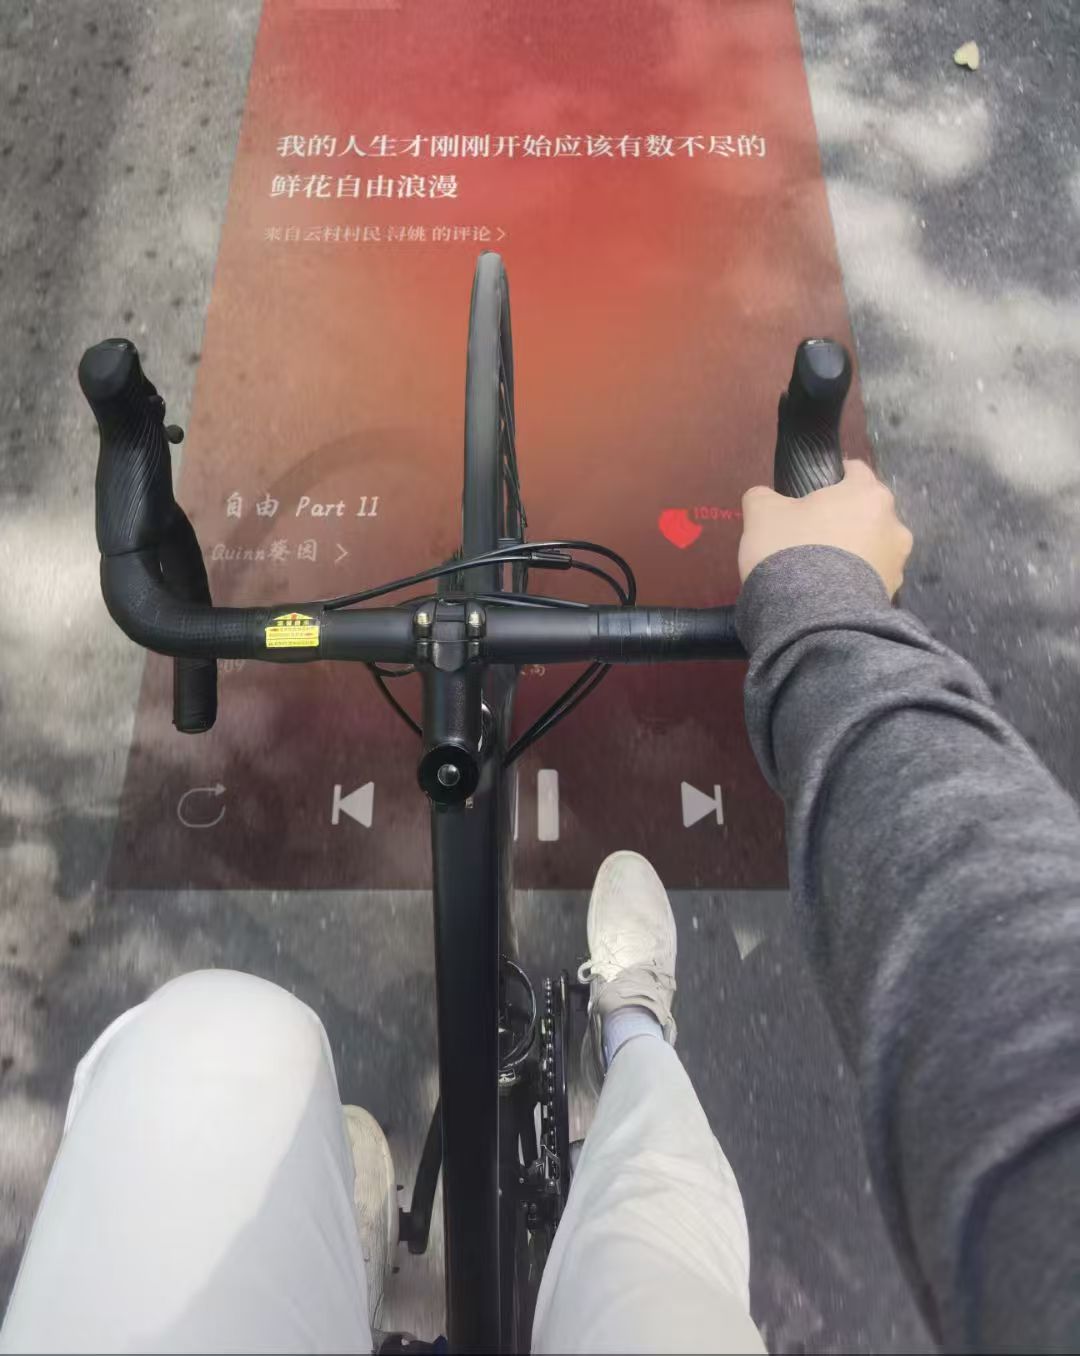 我的人生才刚刚开始应该有数不尽的
鲜花自由浪漫
来自云村村民 浔姚 的评论>
自由 Part 11
100w+
Quinn葵因 >
:09